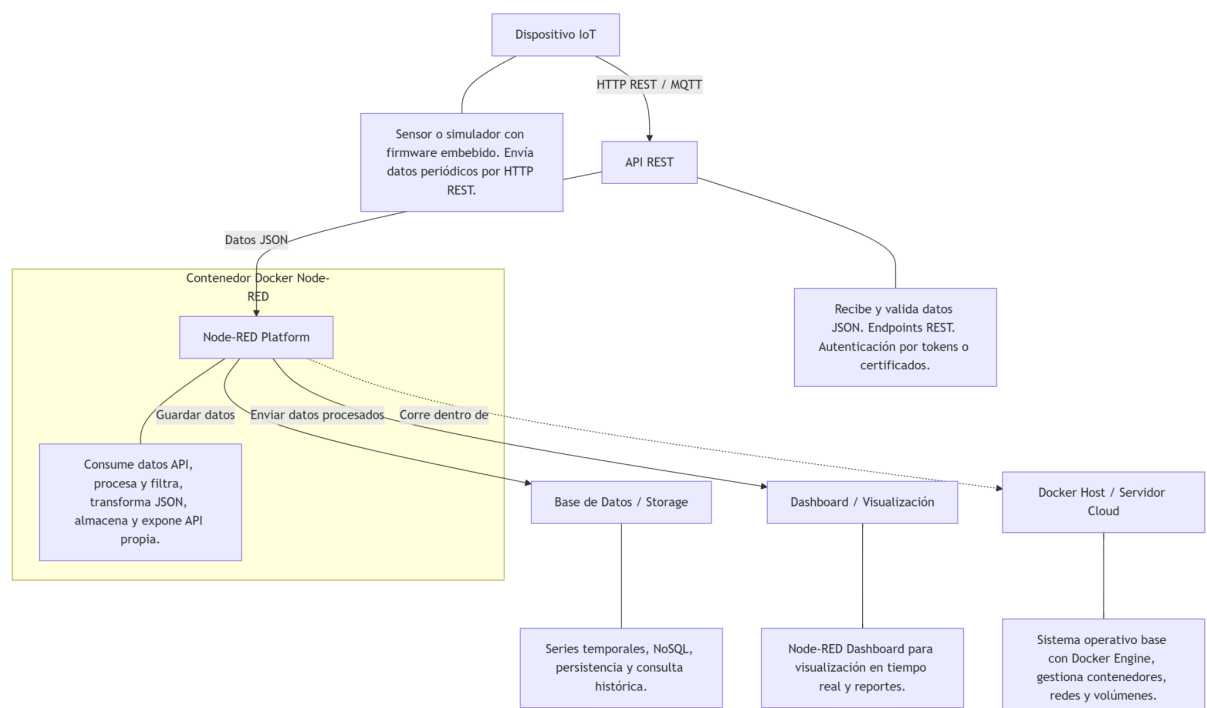 Dispositivo IoT
HTTP REST / MQTT
Sensor o simulador con
firmware embebido. Envía
datos periódicos por HTTP
REST.
API REST
Datos JSON
Contenedor Docker Node-
RED
Node-RED Platform
Recibe y valida datos
JSON. Endpoints REST.
Autenticación por tokens o
certificados.
Guardar datos
Enviar datos procesados
Corre dentro de
Consume datos API,
procesa y filtra,
transforma JSON,
almacena y expone API
propia.
Base de Datos / Storage
Dashboard / Visualización
Docker Host / Servidor
Cloud
Series temporales, NoSQL,
persistencia y consulta
histórica.
Node-RED Dashboard para
visualización en tiempo
real y reportes.
Sistema operativo base
con Docker Engine,
gestiona contenedores,
redes y volúmenes.